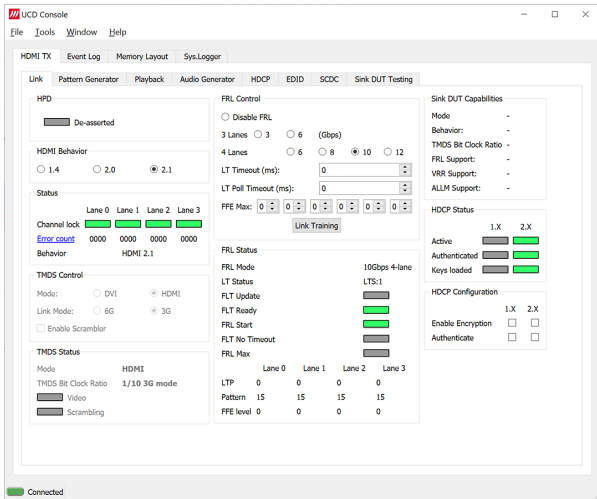 UCD Console
File Tools Window Help
HDMI TX Event Log Memory Layout Sys.Logger
Link Pattern Generator Playback Audio Generator HDCP EDID SCDC Sink DUT Testing
HPD
De-asserted
HDMI Behavior
1.4 2.0 2.1
Status
Lane 0 Lane 1 Lane 2 Lane 3
Channel lock
Error count 0000 0000 0000 0000
Behavior HDMI 2.1
TMDS Control
Mode: DVI HDMI
Link Mode: 6G 3G
Enable Scrambler
TMDS Status
Mode HDMI
TMDS Bit Clock Ratio 1/10 3G mode
Video
Scrambling
FRL Control
Disable FRL
3 Lanes 3 6 (Gbps)
4 Lanes 6 8 10 12
LT Timeout (ms): 0
LT Poll Timeout (ms): 0
FFE Max: 0 0 0 0 0 0
Link Training
FRL Status
FRL Mode 10Gbps 4-lane
LT Status LTS:1
FLT Update
FLT Ready
FRL Start
FLT No Timeout
FRL Max
Lane 0 Lane 1 Lane 2 Lane 3
LTP 0 0 0 0
Pattern 15 15 15 15
FFE level 0 0 0 0
Sink DUT Capabilities
Mode -
Behavior: -
TMDS Bit Clock Ratio -
FRL Support: -
VRR Support: -
ALLM Support: -
HDCP Status
1.X 2.X
Active
Authenticated
Keys loaded
HDCP Configuration
1.X 2.X
Enable Encryption
Authenticate
Connected